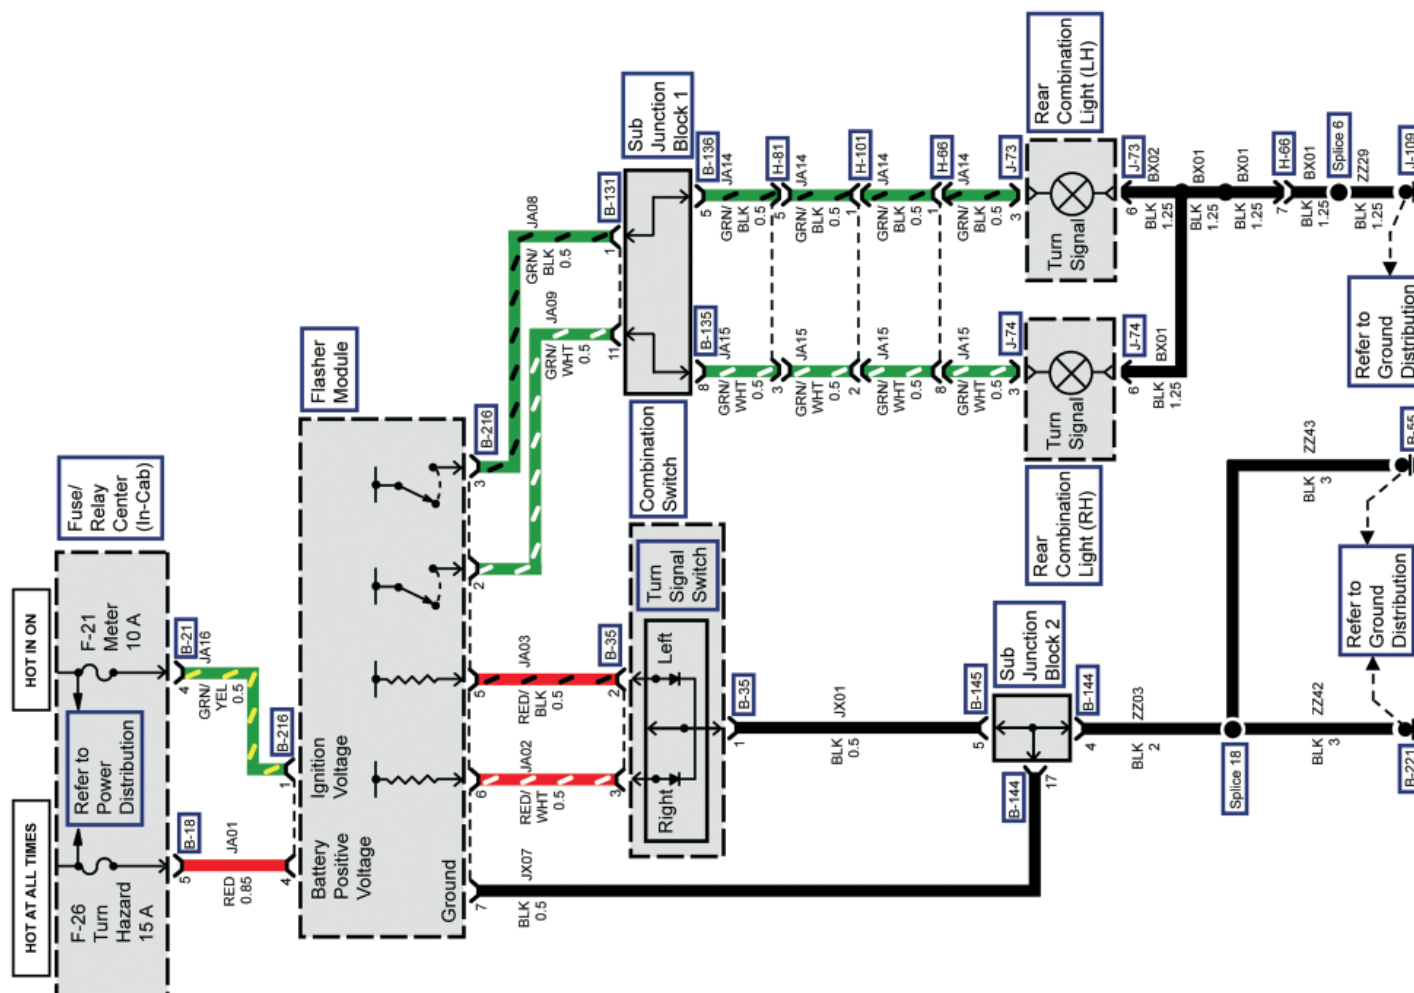 HOT AT ALL TIMES
HOT IN ON
F-26
Turn
Hazard
15 A
Refer to
Power
Distribution
F-21
Meter
10 A
Fuse/
Relay
Center
(In-Cab)
5
B-18
RED
0.85
JA01
4
4
B-21
GRN/
YEL
0.5
JA16
1
B-216
Battery
Positive
Voltage
Ignition
Voltage
Flasher
Module
Ground
7
6
5
2
3
B-216
BLK
0.5
JX07
RED/
WHT
0.5
JA02
RED/
BLK
0.5
JA03
GRN/
WHT
0.5
JA09
GRN/
BLK
0.5
JA08
3
2
B-35
11
1
B-131
Right
Left
Turn
Signal
Switch
Combination
Switch
Sub
Junction
Block 1
1
B-35
BLK
0.5
JX01
8
B-135
5
B-136
GRN/
WHT
0.5
JA15
GRN/
BLK
0.5
JA14
3
5
H-81
GRN/
WHT
0.5
JA15
GRN/
BLK
0.5
JA14
2
1
H-101
GRN/
WHT
0.5
JA15
GRN/
BLK
0.5
JA14
8
1
H-66
GRN/
WHT
0.5
JA15
GRN/
BLK
0.5
JA14
3
J-74
3
J-73
5
B-145
Sub
Junction
Block 2
17
B-144
4
B-144
Turn
Signal
Rear
Combination
Light (RH)
Turn
Signal
Rear
Combination
Light (LH)
6
J-74
6
J-73
BLK
1.25
BX01
BLK
1.25
BX02
BLK
1.25
BX01
BLK
1.25
BX01
7
H-66
BLK
1.25
BX01
Splice 6
BLK
1.25
ZZ29
J-109
BLK
2
ZZ03
Splice 18
BLK
3
ZZ42
BLK
3
ZZ43
B-221
B-55
Refer to
Ground
Distribution
Refer to
Ground
Distribution